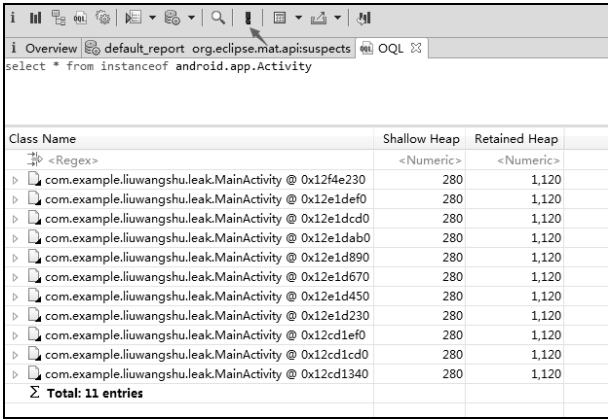 i Overview default_report org.eclipse.mat.api:suspects OQL
select * from instanceof android.app.Activity
Class Name Shallow Heap Retained Heap
<Regex> <Numeric> <Numeric>
com.example.liuwangshu.leak.MainActivity @ 0x12f4e230 280 1,120
com.example.liuwangshu.leak.MainActivity @ 0x12e1def0 280 1,120
com.example.liuwangshu.leak.MainActivity @ 0x12e1dcd0 280 1,120
com.example.liuwangshu.leak.MainActivity @ 0x12e1dab0 280 1,120
com.example.liuwangshu.leak.MainActivity @ 0x12e1d890 280 1,120
com.example.liuwangshu.leak.MainActivity @ 0x12e1d670 280 1,120
com.example.liuwangshu.leak.MainActivity @ 0x12e1d450 280 1,120
com.example.liuwangshu.leak.MainActivity @ 0x12e1d230 280 1,120
com.example.liuwangshu.leak.MainActivity @ 0x12cd1ef0 280 1,120
com.example.liuwangshu.leak.MainActivity @ 0x12cd1cd0 280 1,120
com.example.liuwangshu.leak.MainActivity @ 0x12cd1340 280 1,120
Σ Total: 11 entries